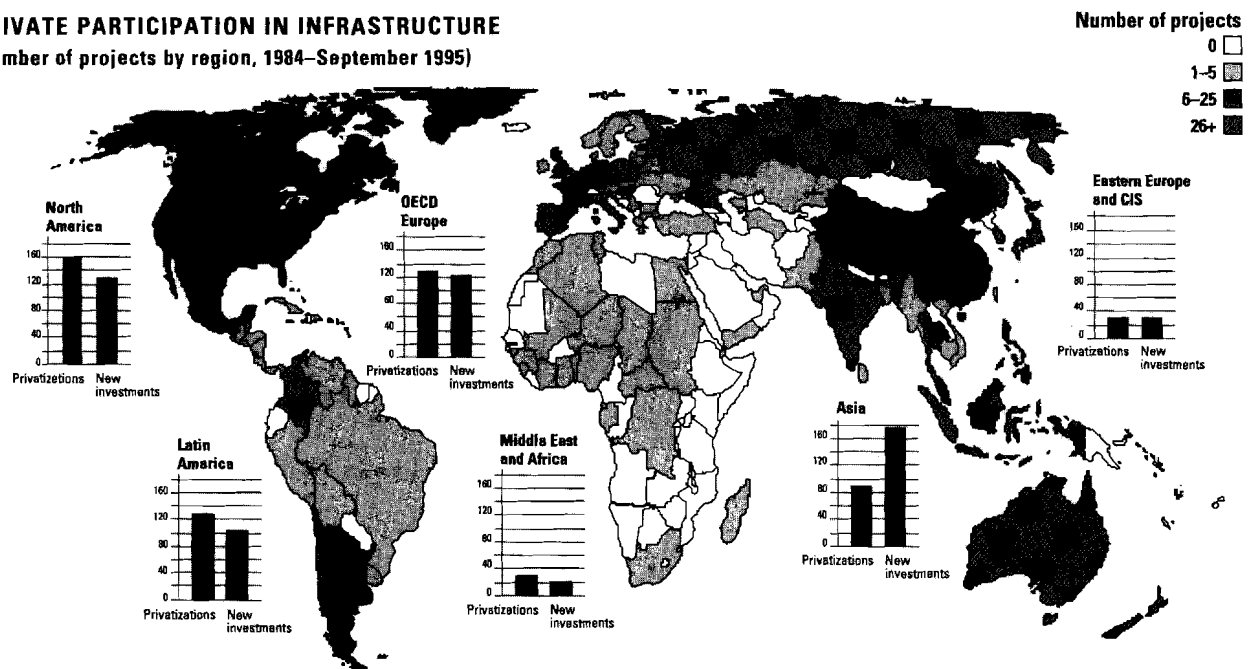 IVATE PARTICIPATION IN INFRASTRUCTURE
mber of projects by region, 1984–September 1995)
Number of projects
0
1–5
6–25
26+
North
America
160
120
80
40
0
Privatizations New
investments
OECD
Europe
160
120
80
40
0
Privatizations New
investments
Eastern Europe
and CIS
160
120
80
40
0
Privatizations New
investments
Latin
America
160
120
80
40
0
Privatizations New
investments
Middle East
and Africa
160
120
80
40
0
Privatizations New
investments
Asia
160
120
80
40
0
Privatizations New
investments